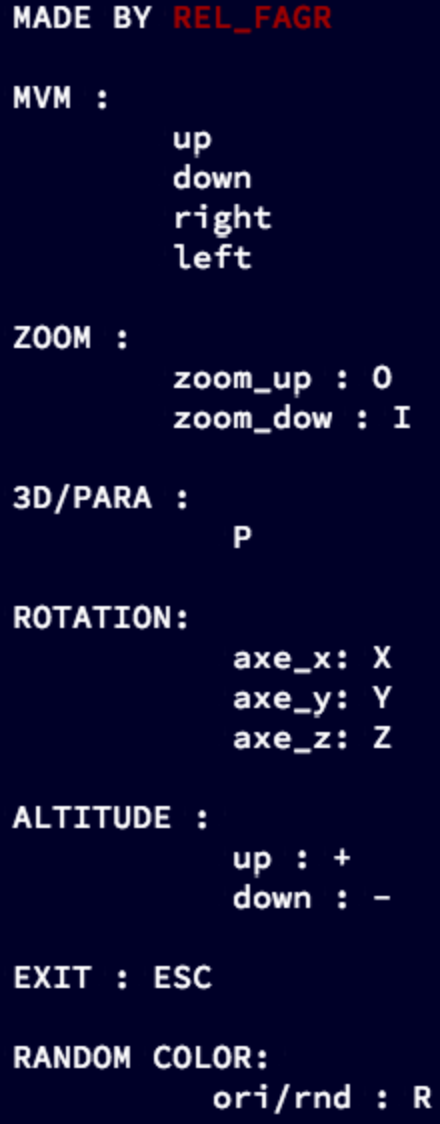 MADE BY REL_FAGR
MVM :
up
down
right
left
ZOOM :
zoom_up : O
zoom_dow : I
3D/PARA :
P
ROTATION:
axe_x: X
axe_y: Y
axe_z: Z
ALTITUDE :
up : +
down : -
EXIT : ESC
RANDOM COLOR:
ori/rnd : R